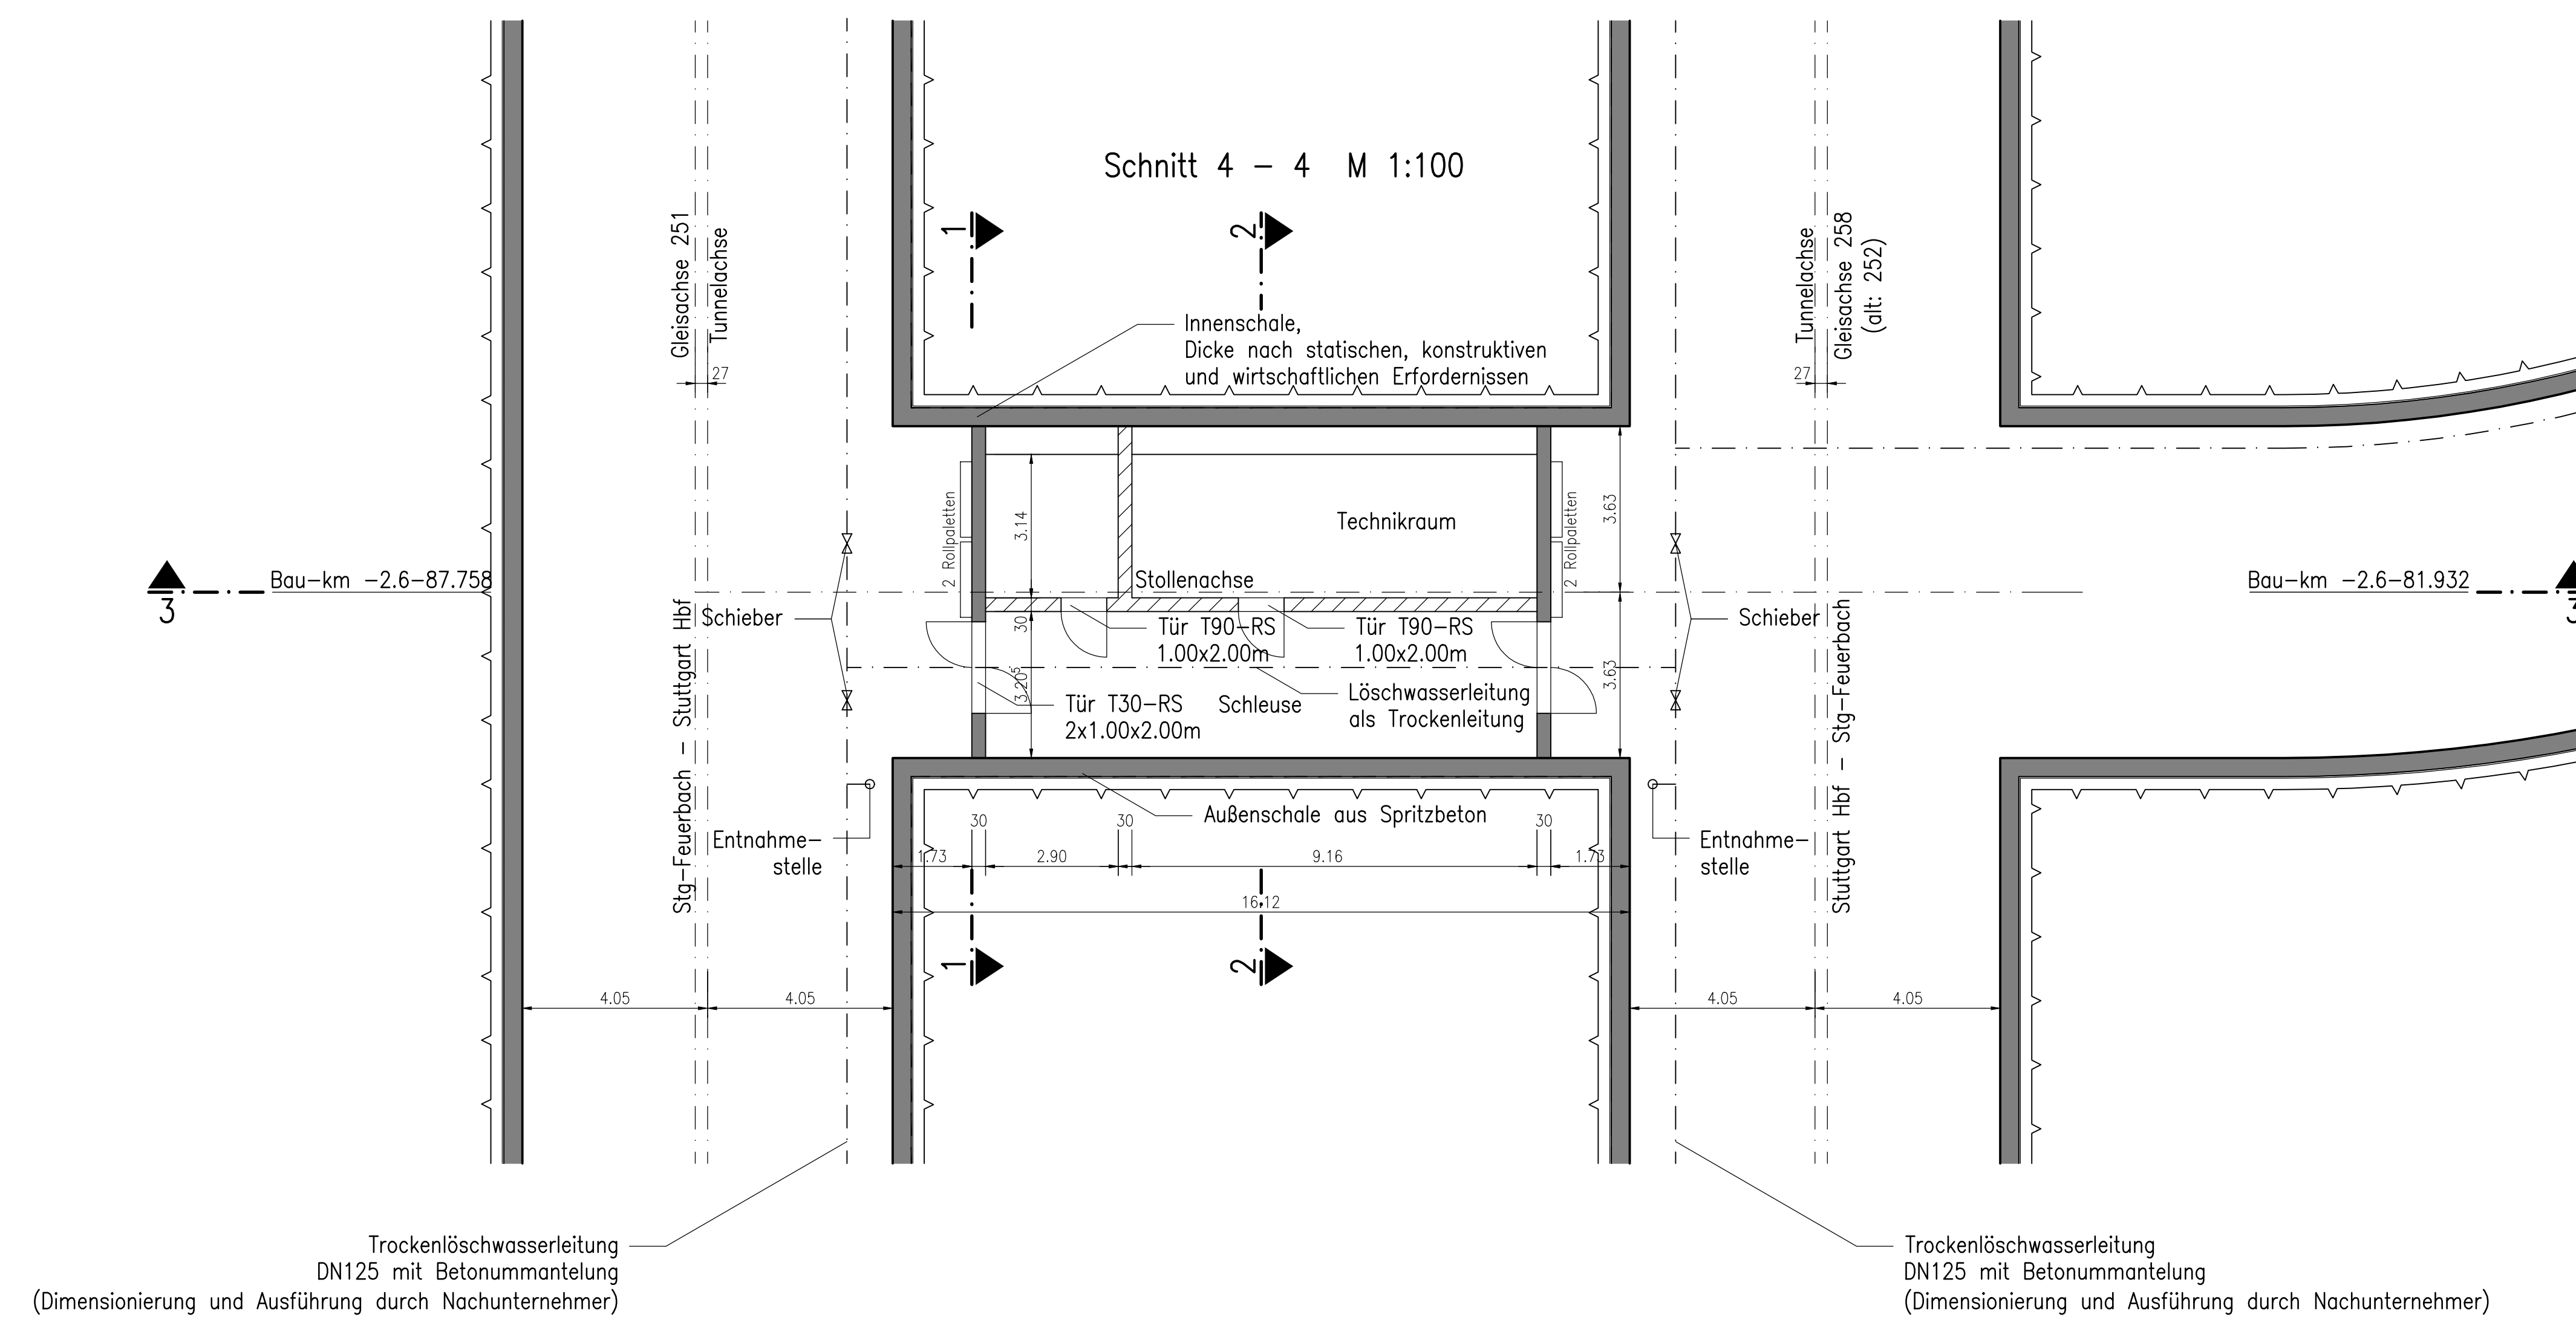 Schnitt 4 – 4 M 1:100
Gleisachse 251
Tunnelachse
27
1
2
Tunnelachse
Gleisachse 258
(alt: 252)
27
Innenschale,
Dicke nach statischen, konstruktiven
und wirtschaftlichen Erfordernissen
2 Rollpaletten
3.14
Technikraum
2 Rollpaletten
3.63
Bau–km –2.6–87.758
3
Stollenachse
Bau–km –2.6–81.932
3
Schieber
30
Tür T90–RS
1.00x2.00m
Tür T90–RS
1.00x2.00m
Schieber
3.20⁵
3.63
Tür T30–RS
2x1.00x2.00m
Schleuse
Löschwasserleitung
als Trockenleitung
Stg–Feuerbach – Stuttgart Hbf
Stuttgart Hbf – Stg–Feuerbach
Außenschale aus Spritzbeton
Entnahme–
stelle
30
30
30
Entnahme–
stelle
1.73
2.90
9.16
1.73
16.12
1
2
4.05
4.05
4.05
4.05
Trockenlöschwasserleitung
DN125 mit Betonummantelung
(Dimensionierung und Ausführung durch Nachunternehmer)
Trockenlöschwasserleitung
DN125 mit Betonummantelung
(Dimensionierung und Ausführung durch Nachunternehmer)